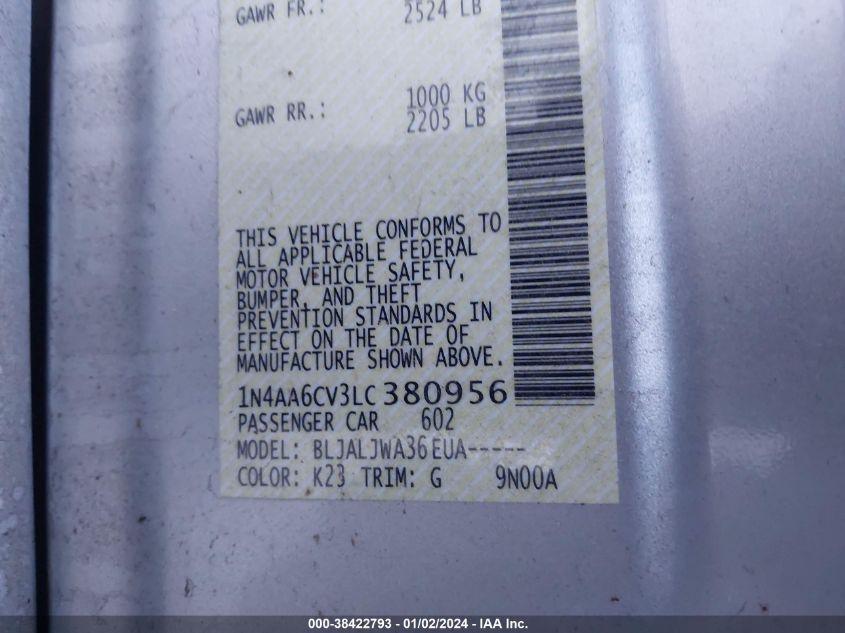 GAWR FR.: 2524 LB
GAWR RR.: 1000 KG
2205 LB
THIS VEHICLE CONFORMS TO
ALL APPLICABLE FEDERAL
MOTOR VEHICLE SAFETY,
BUMPER, AND THEFT
PREVENTION STANDARDS IN
EFFECT ON THE DATE OF
MANUFACTURE SHOWN ABOVE.
1N4AA6CV3LC380956
PASSENGER CAR 602
MODEL: BLJALJWA36EUA-----
COLOR: K23 TRIM: G 9N00A
000-38422793 - 01/02/2024 - IAA Inc.